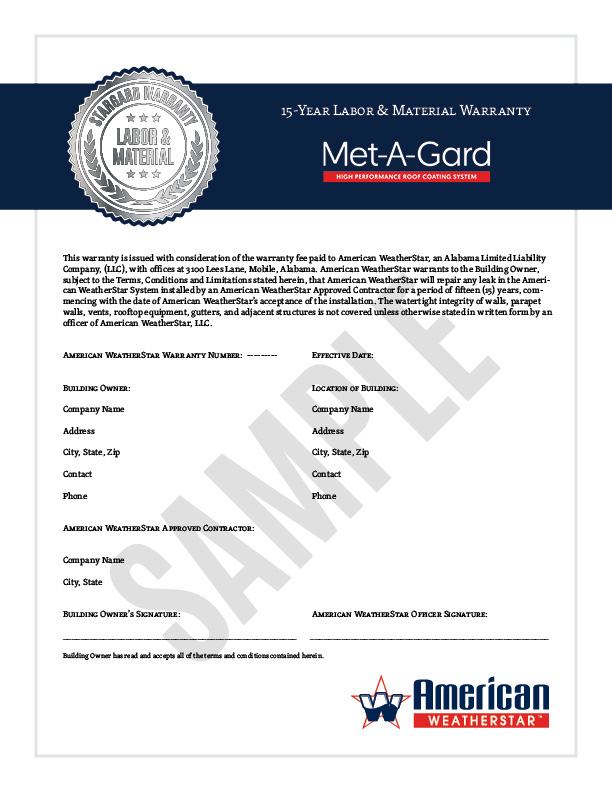 STARGARD WARRANTY
LABOR &
MATERIAL
15-Year Labor & Material Warranty
Met-A-Gard
HIGH PERFORMANCE ROOF COATING SYSTEM
This warranty is issued with consideration of the warranty fee paid to American WeatherStar, an Alabama Limited Liability
Company, (LLC), with offices at 3100 Lees Lane, Mobile, Alabama. American WeatherStar warrants to the Building Owner,
subject to the Terms, Conditions and Limitations stated herein, that American WeatherStar will repair any leak in the Ameri-
can WeatherStar System installed by an American WeatherStar Approved Contractor for a period of fifteen (15) years, com-
mencing with the date of American WeatherStar's acceptance of the installation. The watertight integrity of walls, parapet
walls, vents, rooftop equipment, gutters, and adjacent structures is not covered unless otherwise stated in written form by an
officer of American WeatherStar, LLC.
American WeatherStar Warranty Number: ---------
Effective Date:
Building Owner:
Location of Building:
Company Name
Company Name
Address
Address
City, State, Zip
City, State, Zip
Contact
Contact
Phone
Phone
American WeatherStar Approved Contractor:
Company Name
City, State
Building Owner's Signature:
American WeatherStar Officer Signature:
Building Owner has read and accepts all of the terms and conditions contained herein.
SAMPLE
American
WEATHERSTAR™